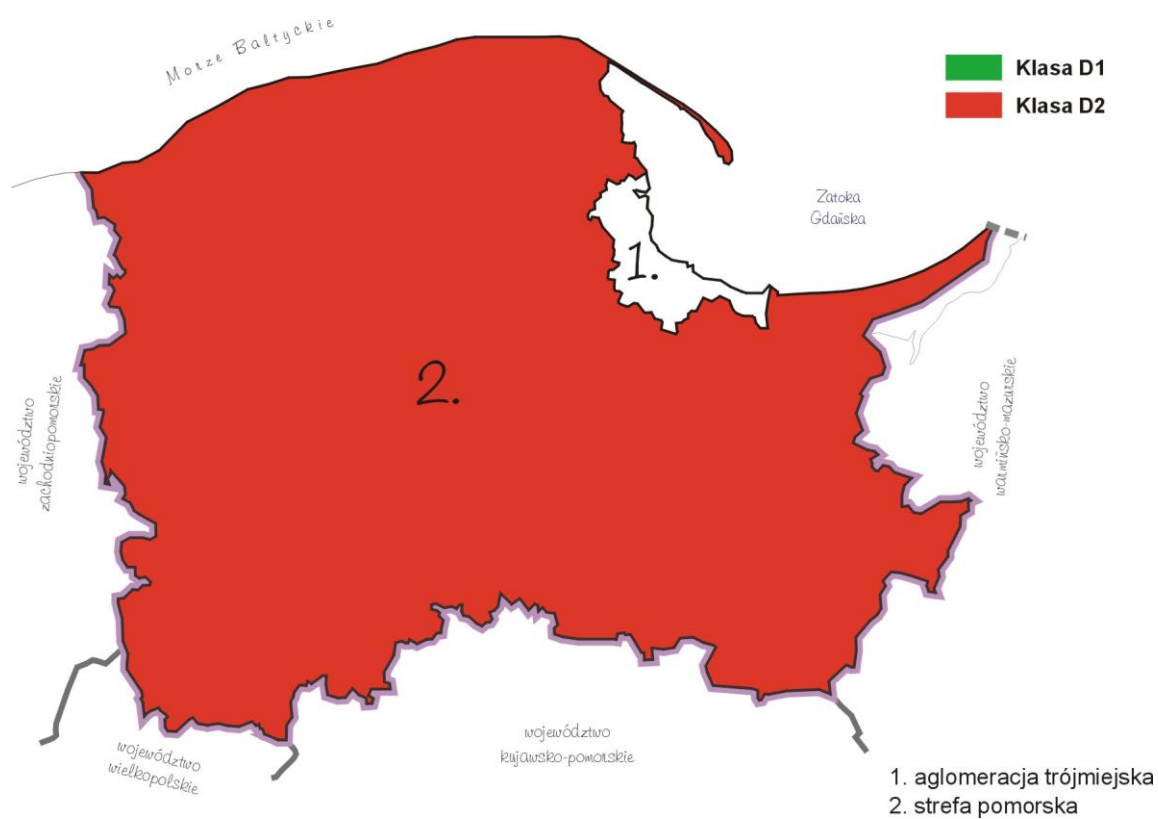 Morze Bałtyckie
Klasa D1
Klasa D2
Zatoka
Gdańska
1.
2.
województwo
zachodniopomorskie
województwo
warmińsko-mazurskie
województwo
wielkopolskie
województwo
kujawsko-pomorskie
1. aglomeracja trójmiejska
2. strefa pomorska